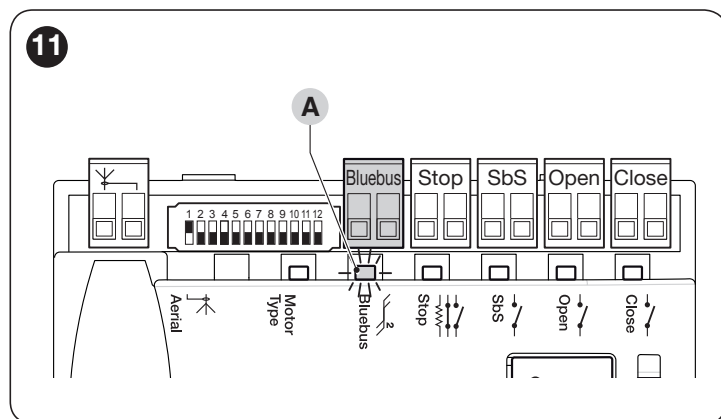 11
A
Bluebus Stop SbS Open Close
1 2 3 4 5 6 7 8 9 10 11 12
Aerial
Motor
Type
Bluebus
2
Stop
SbS
Open
Close